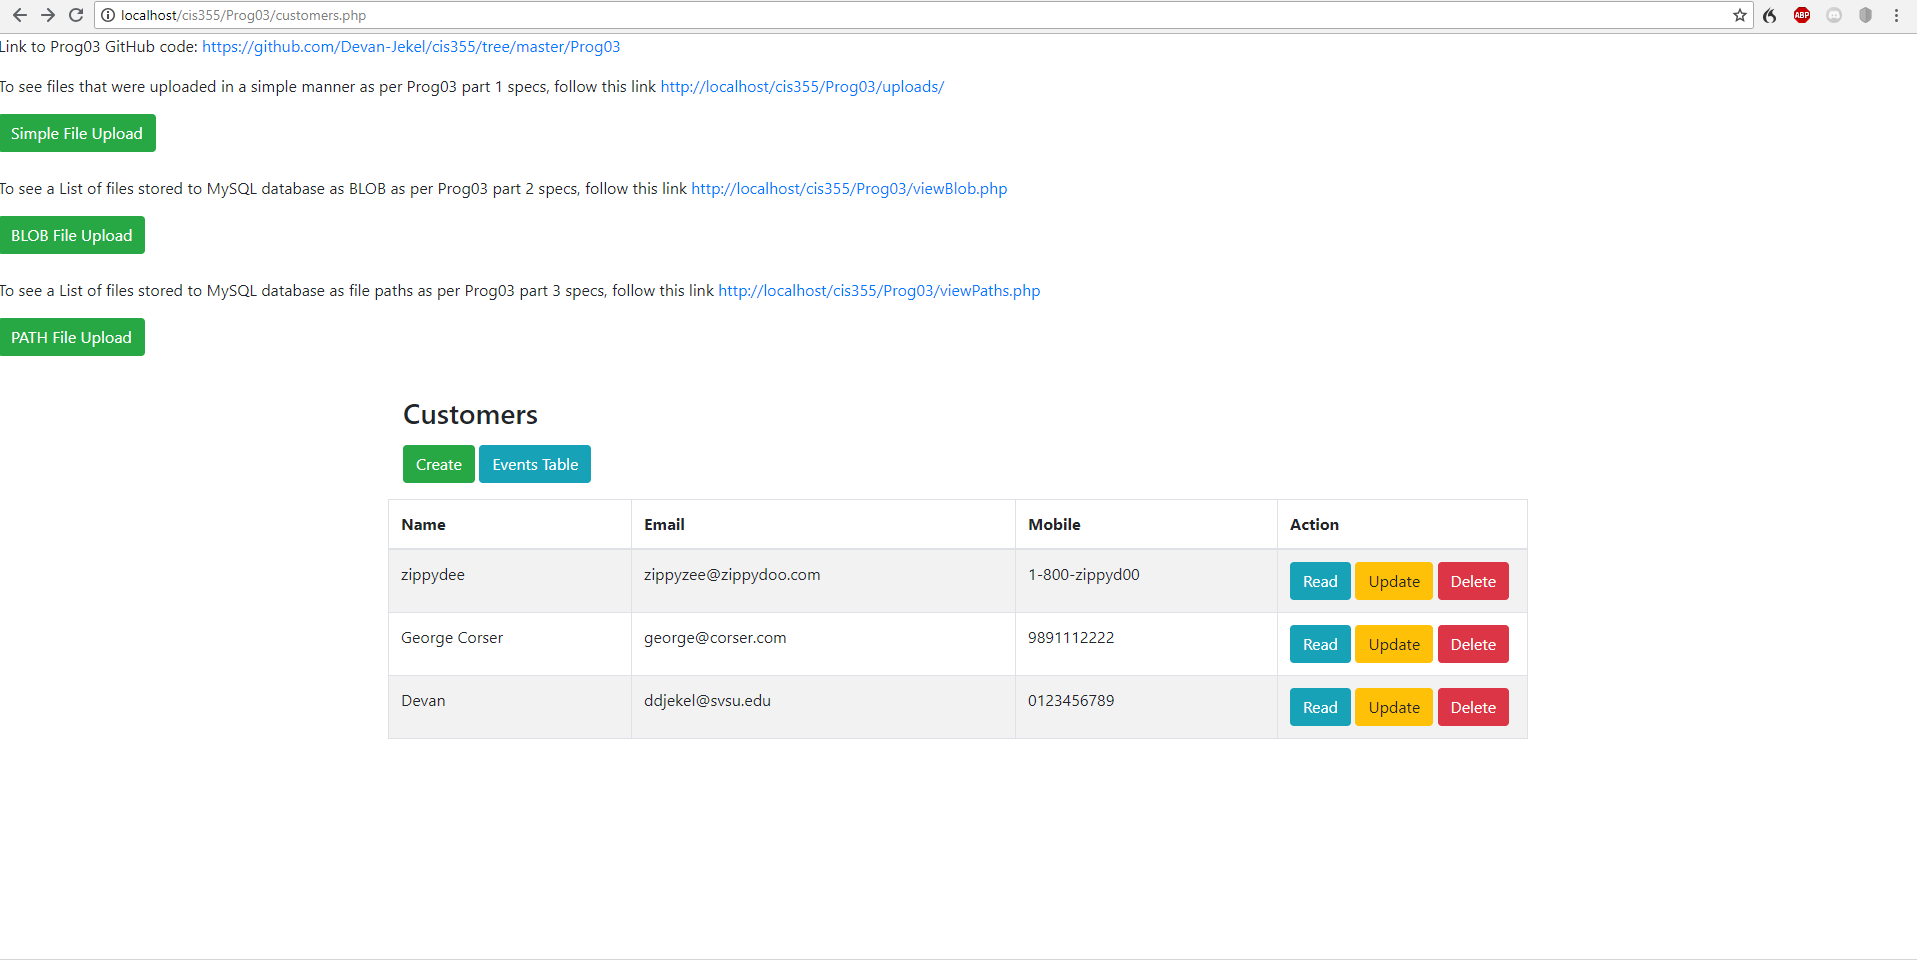 localhost/cis355/Prog03/customers.php
ABP
Link to Prog03 GitHub code: https://github.com/Devan-Jekel/cis355/tree/master/Prog03
To see files that were uploaded in a simple manner as per Prog03 part 1 specs, follow this link http://localhost/cis355/Prog03/uploads/
Simple File Upload
To see a List of files stored to MySQL database as BLOB as per Prog03 part 2 specs, follow this link http://localhost/cis355/Prog03/viewBlob.php
BLOB File Upload
To see a List of files stored to MySQL database as file paths as per Prog03 part 3 specs, follow this link http://localhost/cis355/Prog03/viewPaths.php
PATH File Upload
Customers
Create Events Table
Name Email Mobile Action
zippydee zippyzee@zippydoo.com 1-800-zippyd00 Read Update Delete
George Corser george@corser.com 9891112222 Read Update Delete
Devan ddjekel@svsu.edu 0123456789 Read Update Delete